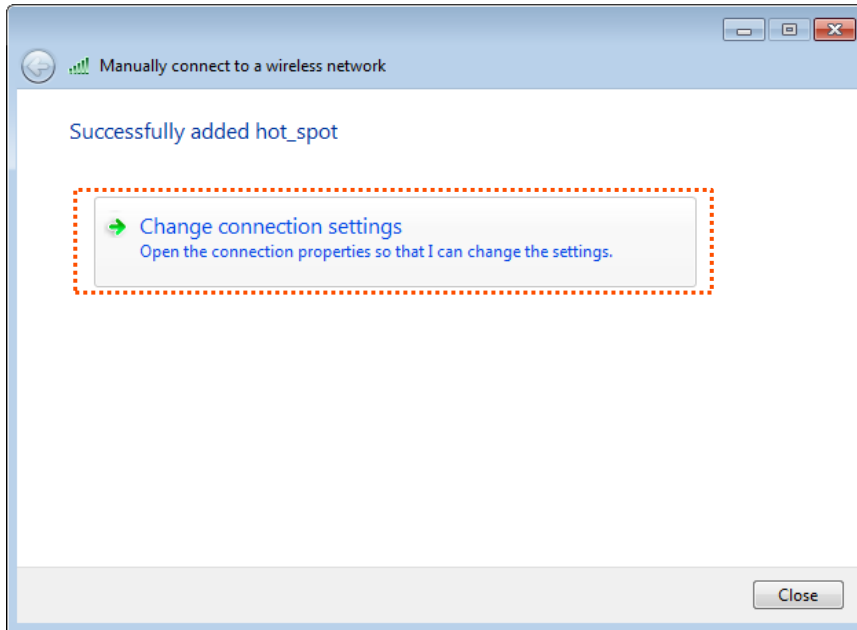 Manually connect to a wireless network
Successfully added hot_spot
Change connection settings
Open the connection properties so that I can change the settings.
Close